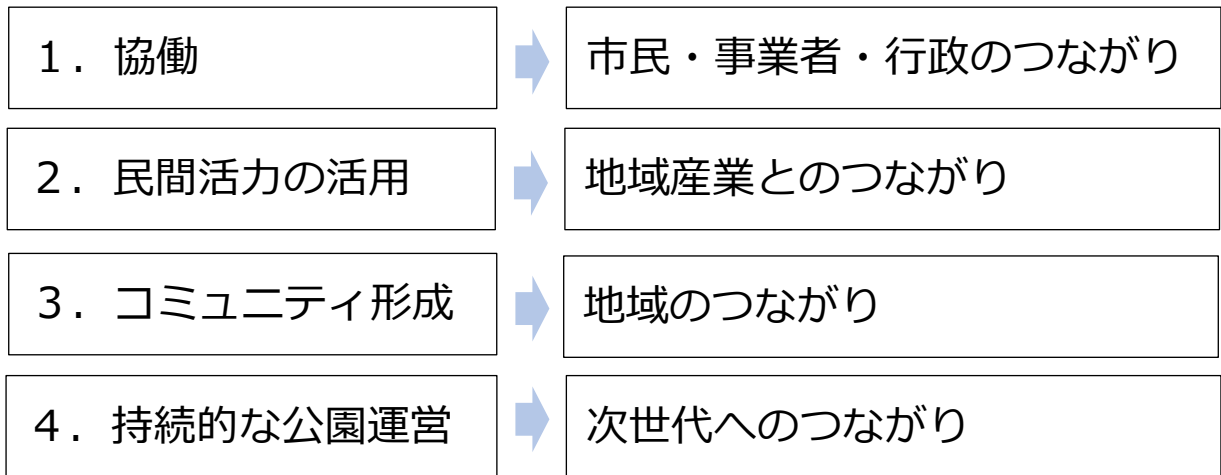 １．協働
市民・事業者・行政のつながり
２．民間活力の活用
地域産業とのつながり
３．コミュニティ形成
地域のつながり
４．持続的な公園運営
次世代へのつながり